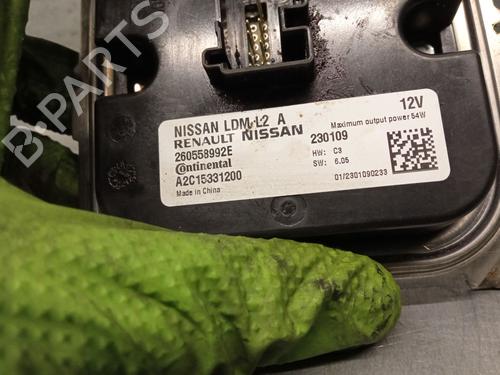 NISSAN LDM L2 A
12V
RENAULT NISSAN
230109
Maximum output power 54W
260558992E
HW: C3
Continental
SW: 6.05
A2C15331200
Made in China
01/2301090233
B-PARTS